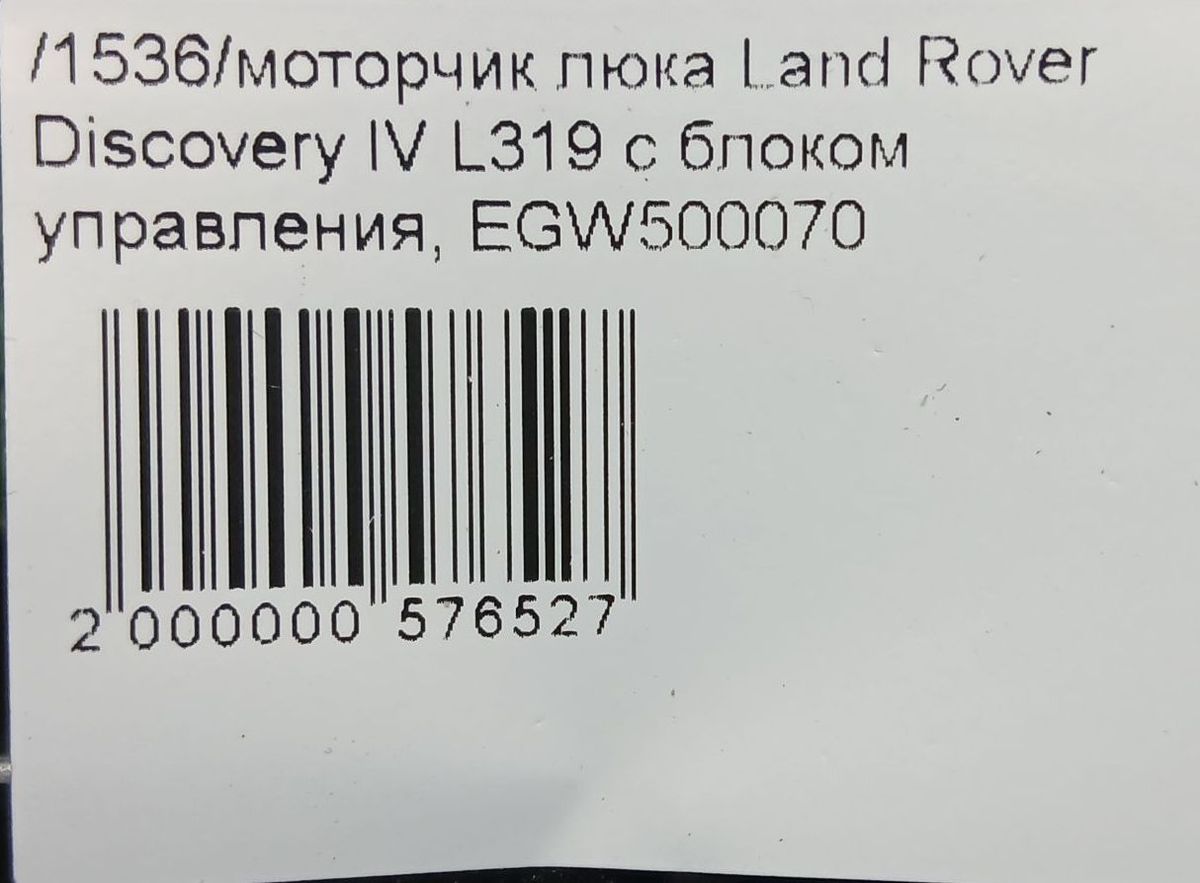 /1536/моторчик люка Land Rover
Discovery IV L319 с блоком
управления, EGW500070
2 000000 576527